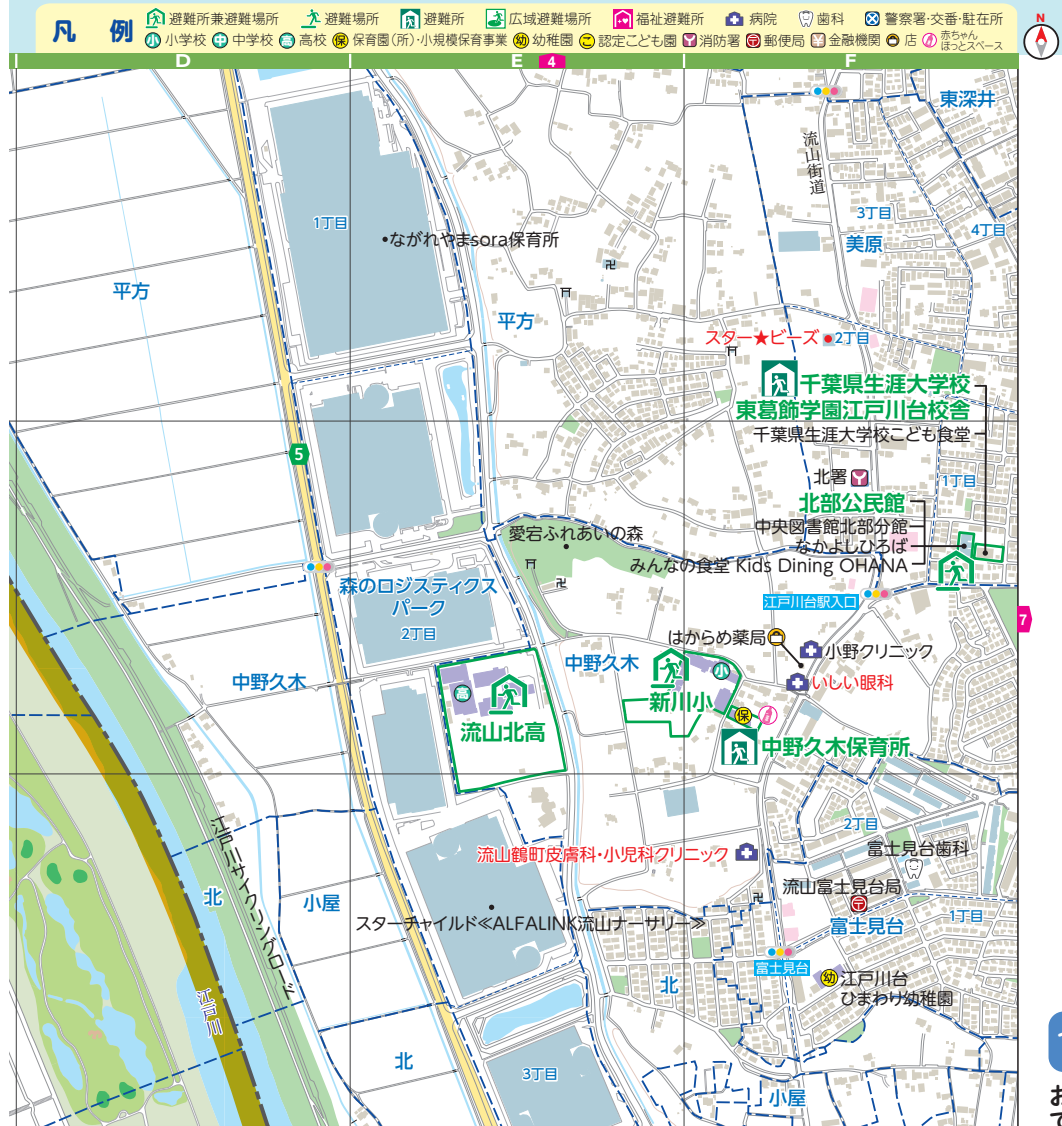 凡 例
避難所兼避難場所 避難場所 避難所 広域避難場所 福祉避難所 病院 歯科 警察署・交番・駐在所
小 小学校 中 中学校 高 高校 保 保育園(所)・小規模保育事業 幼 幼稚園 こ 認定こども園 消防署 郵便局 金融機関 店 赤ちゃん
ほっとスペース
N
D E 4 F
東深井
流山街道
1丁目
3丁目
4丁目
美原
•ながれやまsora保育所
平方
平方
スター★ビーズ
2丁目
千葉県生涯大学校
東葛飾学園江戸川台校舎
千葉県生涯大学校こども食堂
5
北署
1丁目
北部公民館
中央図書館北部分館
なかよしひろば
みんなの食堂 Kids Dining OHANA
愛宕ふれあいの森
森のロジスティクス
パーク
2丁目
江戸川台駅入口
7
はからめ薬局
小野クリニック
いしい眼科
中野久木
中野久木
小
高
新川小
保
流山北高
中野久木保育所
2丁目
流山鶴町皮膚科・小児科クリニック
富士見台歯科
流山富士見台局
1丁目
富士見台
江戸川サイクリングロード
北
小屋
スターチャイルド≪ALFALINK流山ナーサリー≫
富士見台
幼
江戸川台
ひまわり幼稚園
北
江戸川
北
3丁目
小屋
お